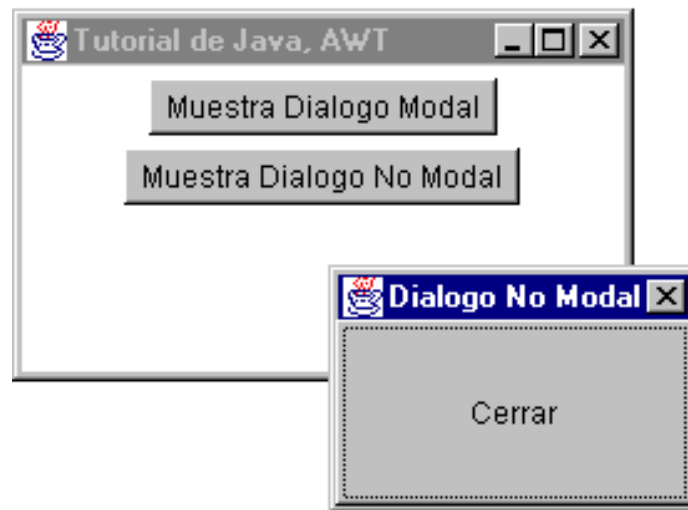 Tutorial de Java, AWT
Muestra Dialogo Modal
Muestra Dialogo No Modal
Dialogo No Modal
Cerrar